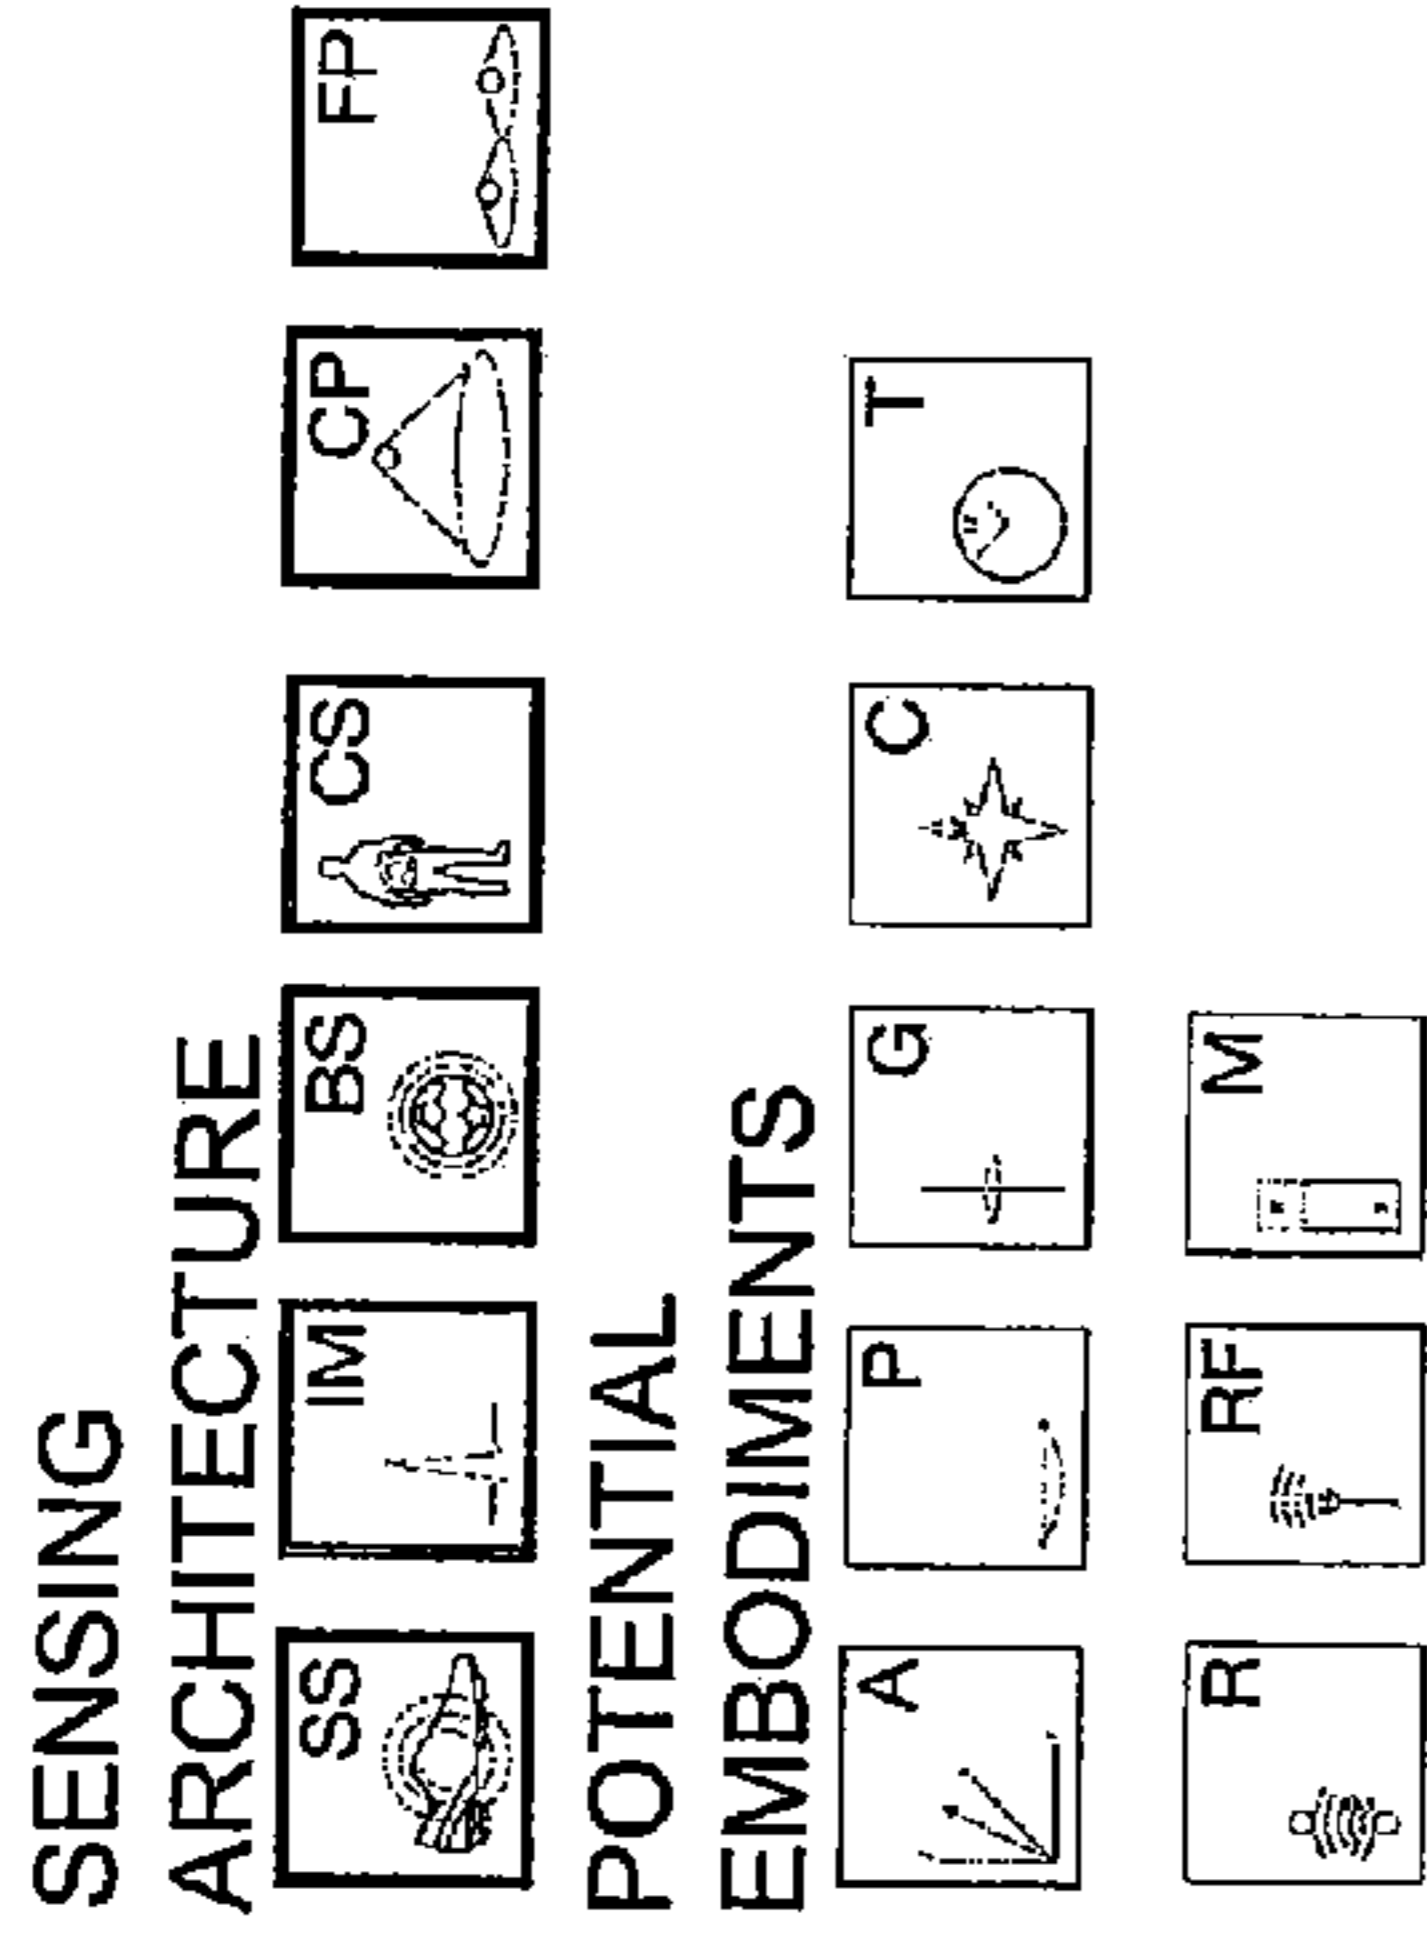 SENSING
ARCHITECTURE
SS IM BS CS CP FP
POTENTIAL
EMBODIMENTS
A P G C T
R RF M